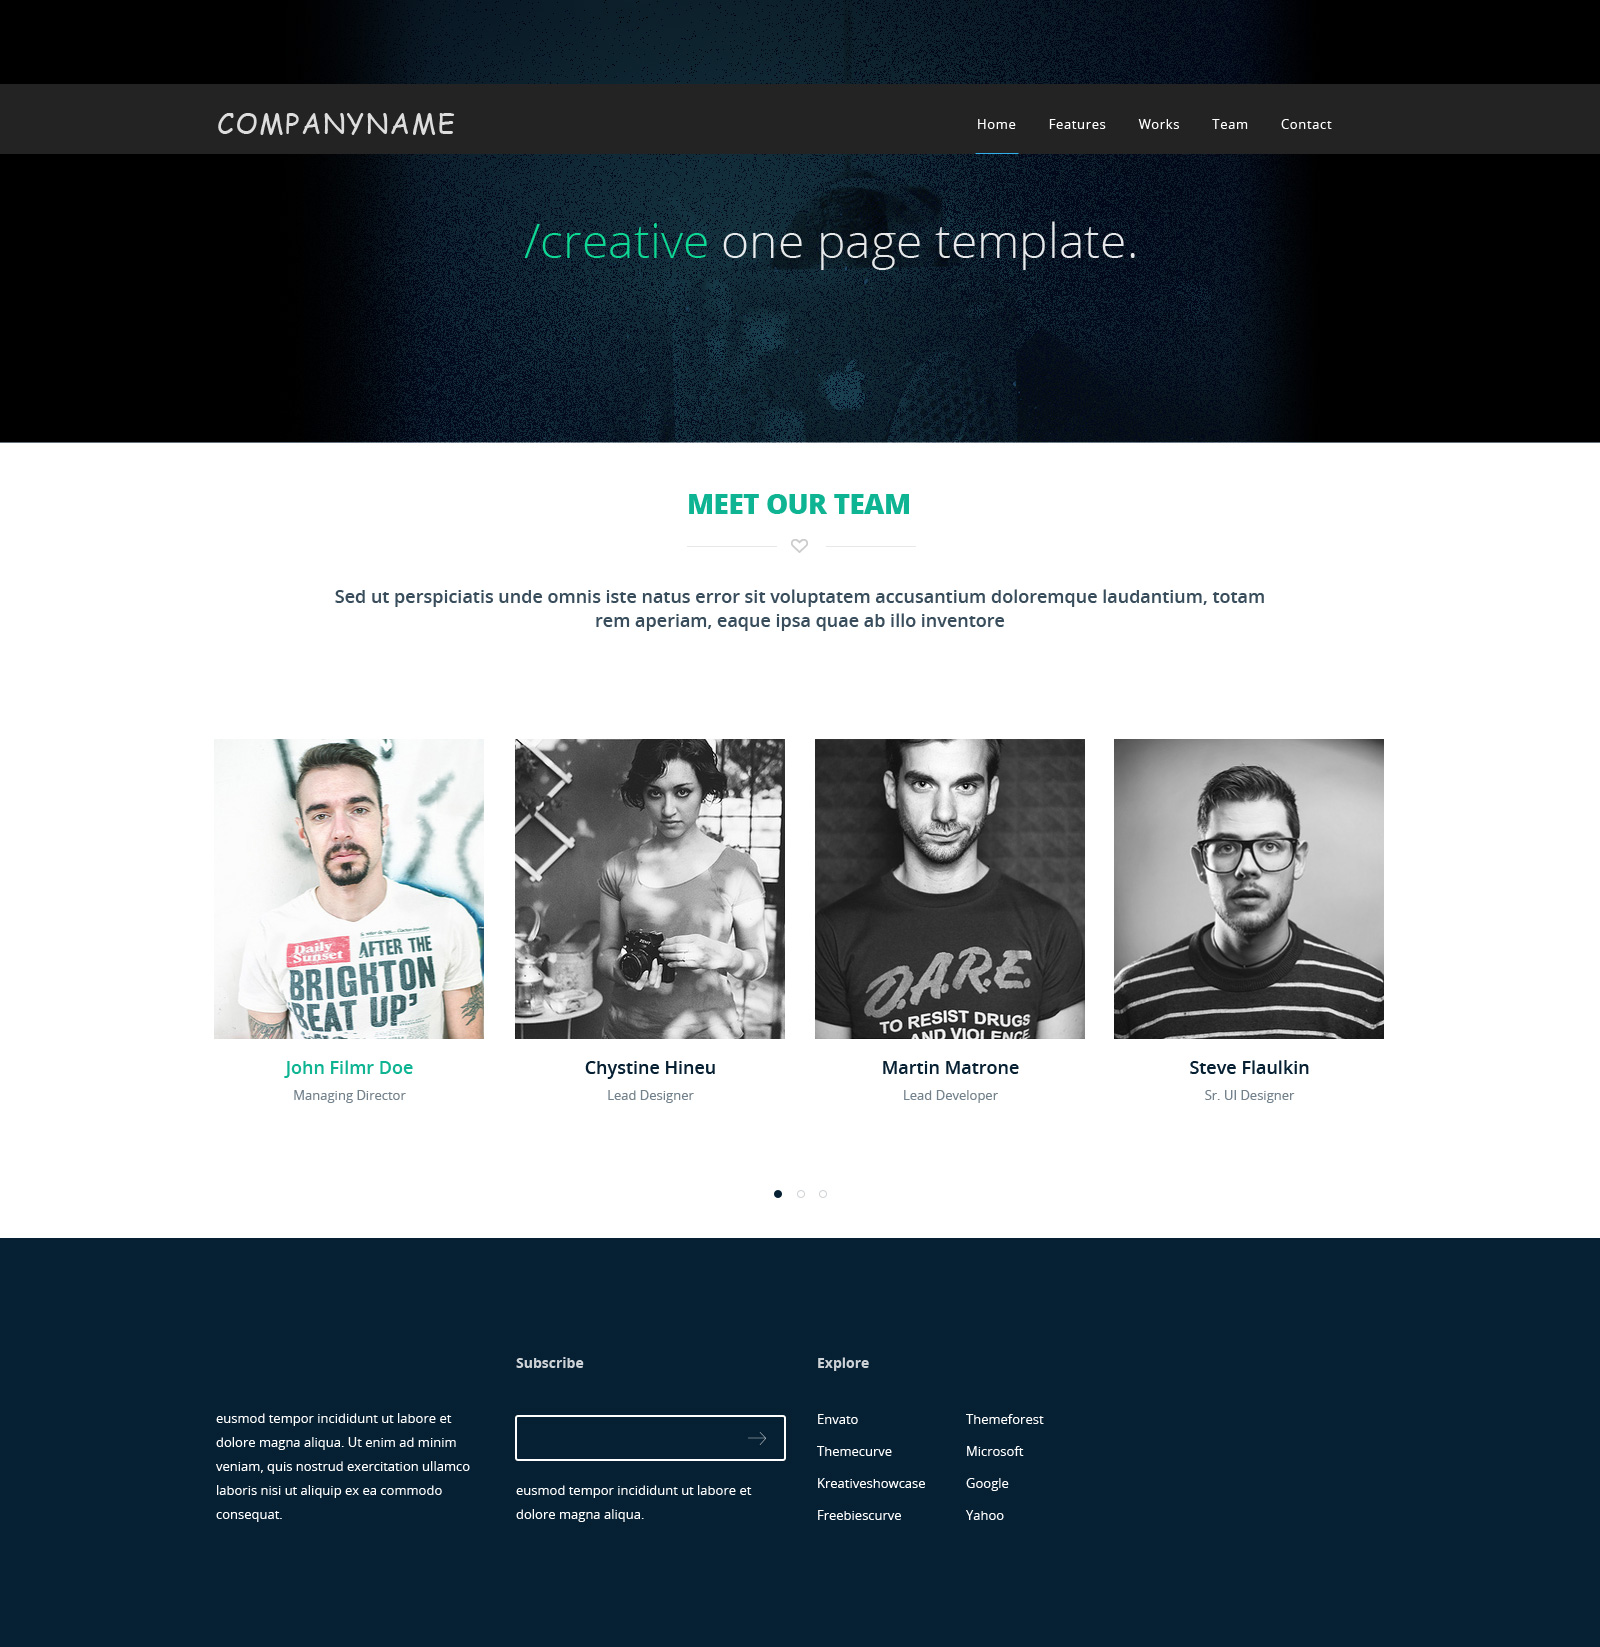 COMPANYNAME
Home Features Works Team Contact
/creative one page template.
MEET OUR TEAM
Sed ut perspiciatis unde omnis iste natus error sit voluptatem accusantium doloremque laudantium, totam
rem aperiam, eaque ipsa quae ab illo inventore
Daily
Sunset
AFTER THE
BRIGHTON
BEAT UP'
D.A.R.E.
TO RESIST DRUGS
AND VIOLENCE
John Filmr Doe
Managing Director
Chystine Hineu
Lead Designer
Martin Matrone
Lead Developer
Steve Flaulkin
Sr. UI Designer
eusmod tempor incididunt ut labore et
dolore magna aliqua. Ut enim ad minim
veniam, quis nostrud exercitation ullamco
laboris nisi ut aliquip ex ea commodo
consequat.
Subscribe
eusmod tempor incididunt ut labore et
dolore magna aliqua.
Explore
Envato Themeforest
Themecurve Microsoft
Kreativeshowcase Google
Freebiescurve Yahoo